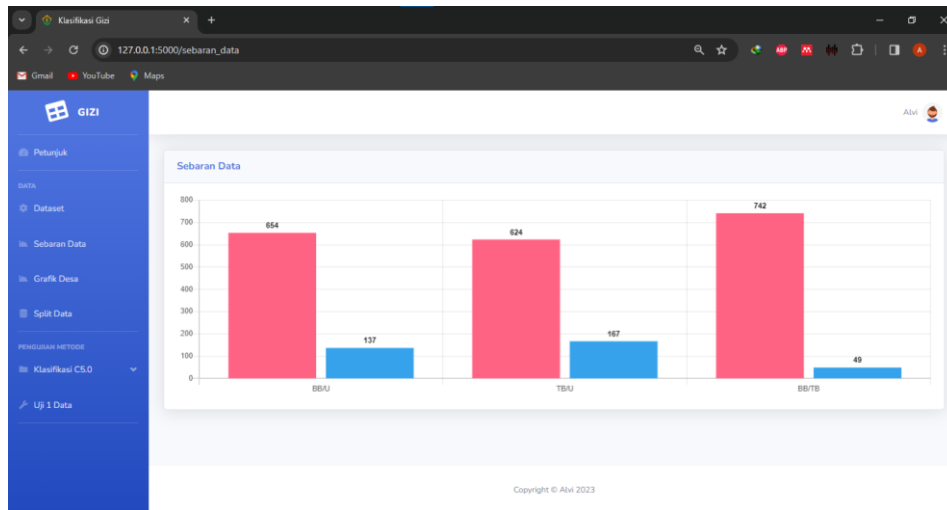 Klasifikasi Gizi
127.0.0.1:5000/sebaran_data
ABP
A
Gmail
YouTube
Maps
GIZI
Alvi
Petunjuk
DATA
Dataset
Sebaran Data
Grafik Desa
Split Data
PENGUJIAN METODE
Klasifikasi C5.0
Uji 1 Data
Sebaran Data
800
700
600
500
400
300
200
100
0
654
137
624
167
742
49
BB/U
TB/U
BB/TB
Copyright © Alvi 2023